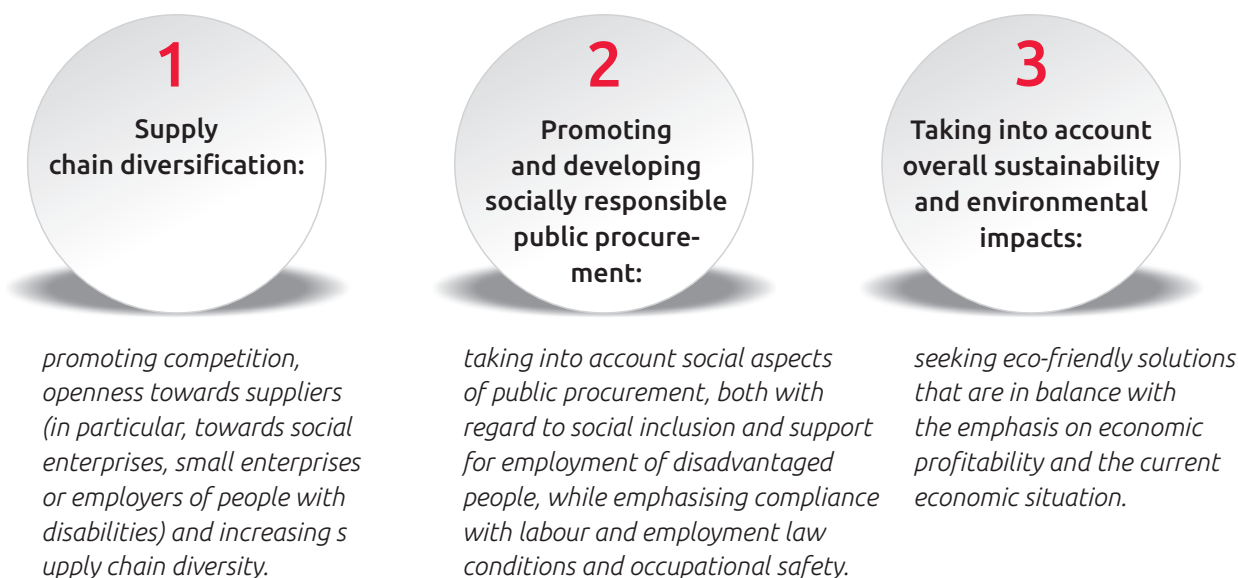 1
Supply
chain diversification:
promoting competition,
openness towards suppliers
(in particular, towards social
enterprises, small enterprises
or employers of people with
disabilities) and increasing s
upply chain diversity.
2
Promoting
and developing
socially responsible
public procure-
ment:
taking into account social aspects
of public procurement, both with
regard to social inclusion and support
for employment of disadvantaged
people, while emphasising compliance
with labour and employment law
conditions and occupational safety.
3
Taking into account
overall sustainability
and environmental
impacts:
seeking eco-friendly solutions
that are in balance with
the emphasis on economic
profitability and the current
economic situation.